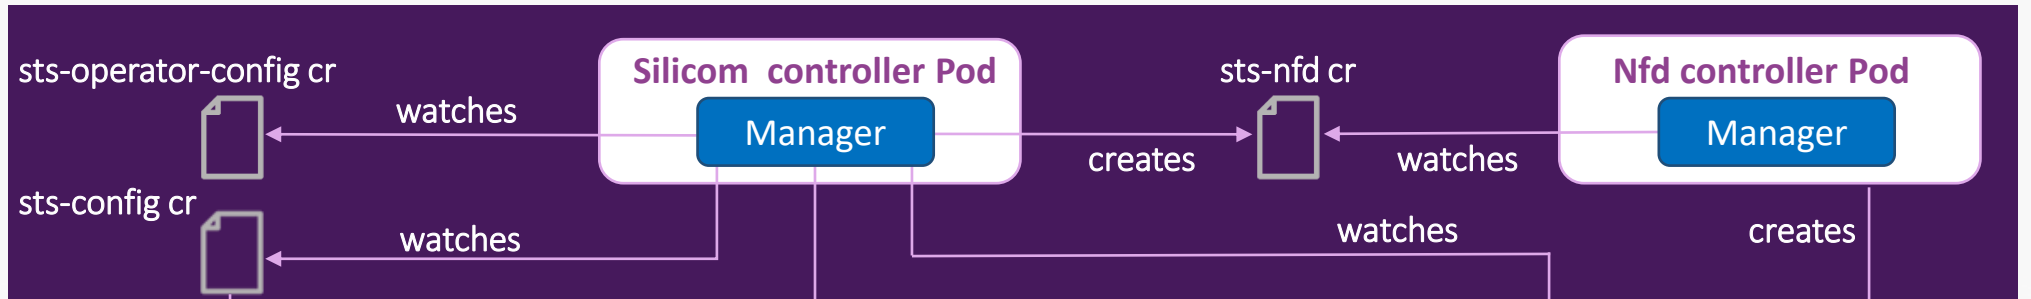 sts-operator-config cr
watches
Silicom controller Pod
Manager
sts-nfd cr
creates
watches
Nfd controller Pod
Manager
sts-config cr
watches
watches
creates